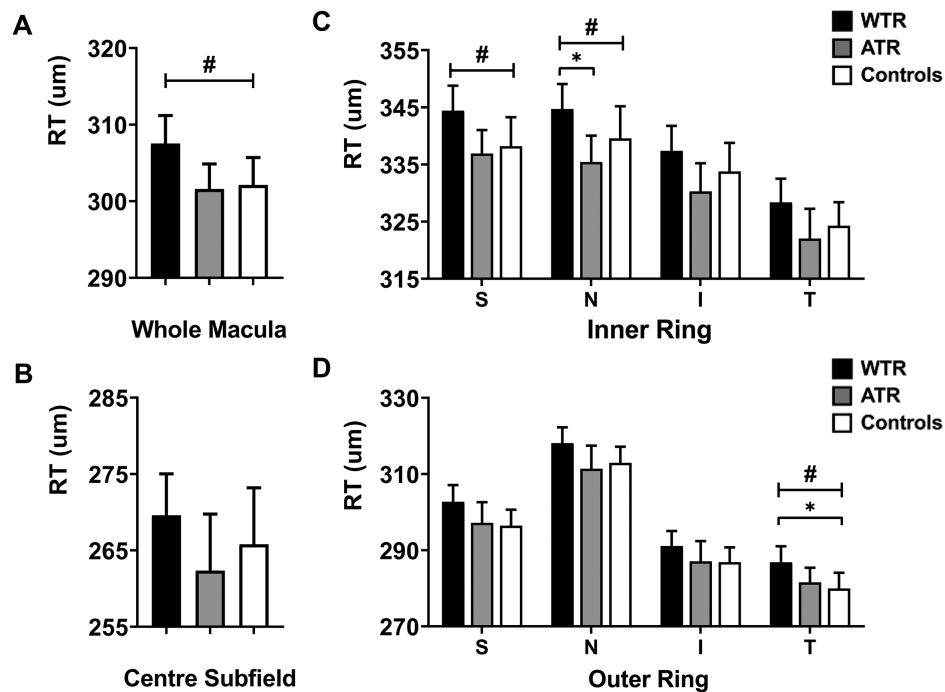 A
RT (um)
320
310
300
290
#
Whole Macula
C
RT (um)
355
345
335
325
315
#
#
*
S N I T
Inner Ring
WTR
ATR
Controls
B
RT (um)
285
275
265
255
Centre Subfield
D
RT (um)
330
310
290
270
#
*
S N I T
Outer Ring
WTR
ATR
Controls